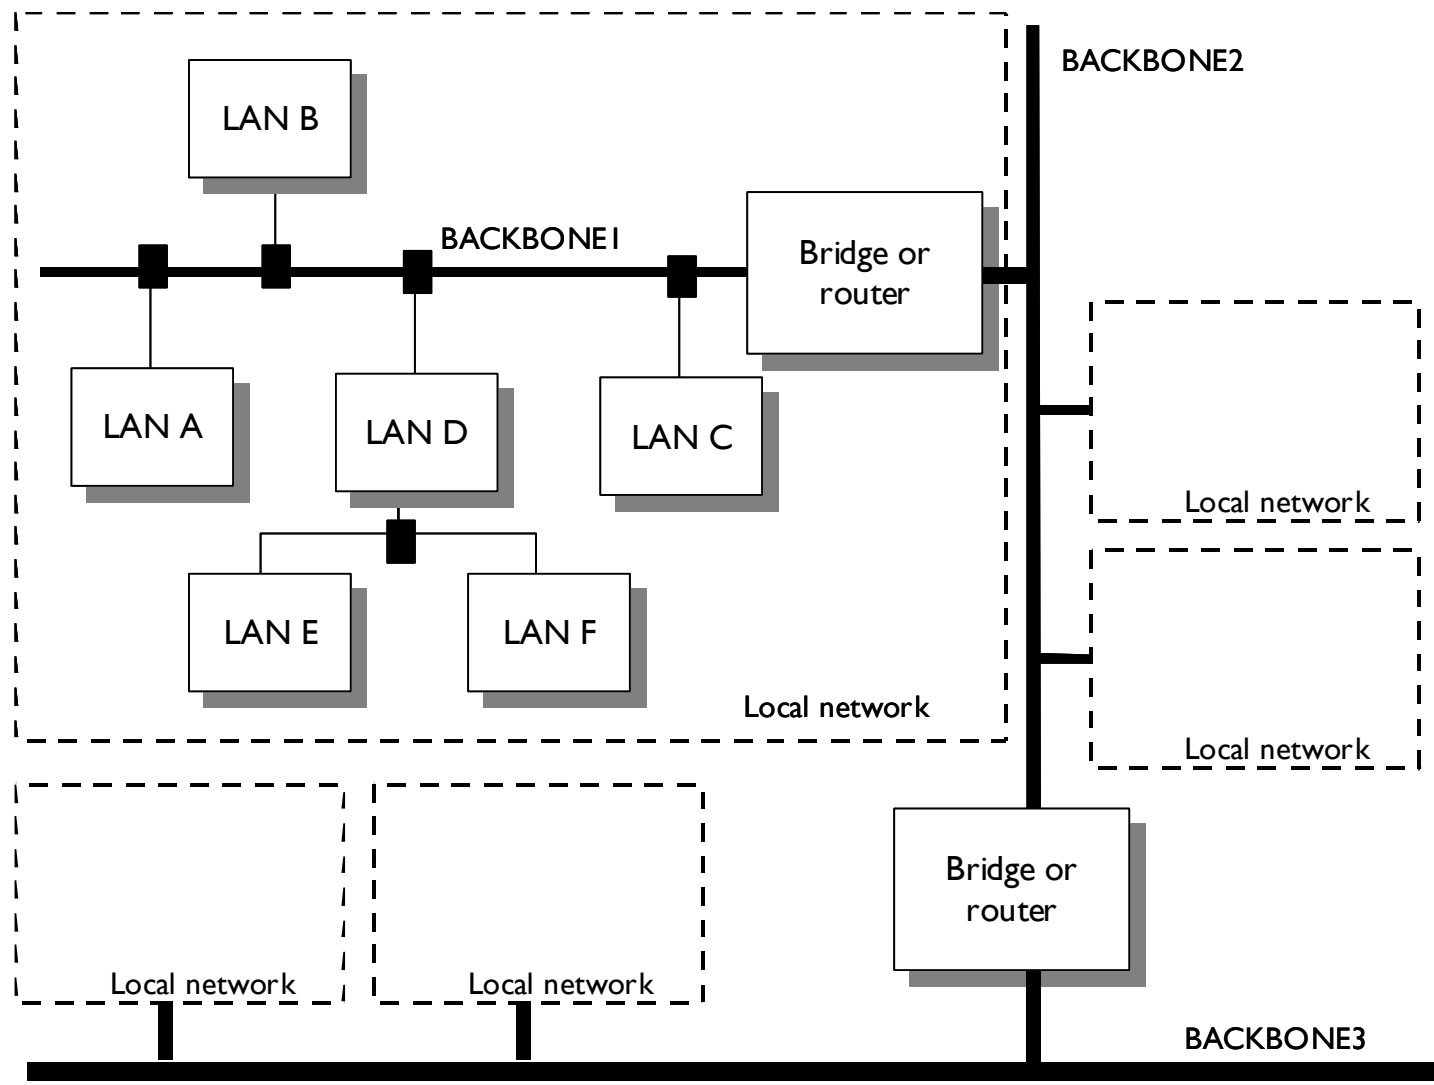 BACKBONE2
LAN B
BACKBONE1
Bridge or
router
LAN A
LAN D
LAN C
Local network
LAN E
LAN F
Local network
Local network
Bridge or
router
Local network
Local network
BACKBONE3